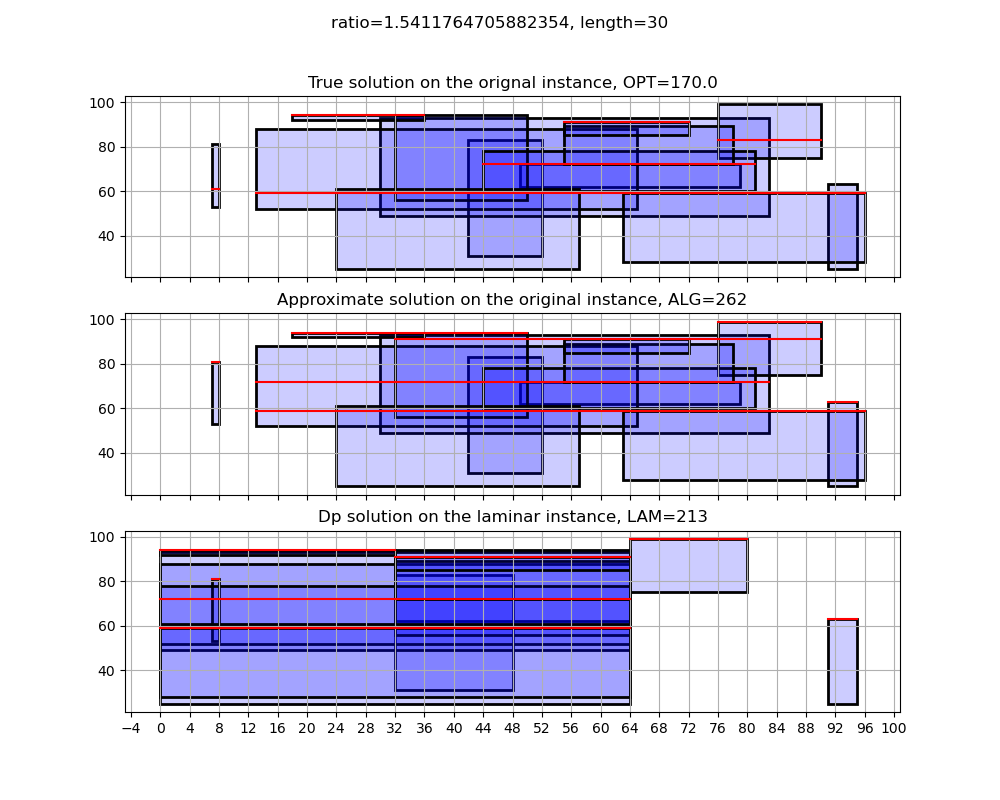 ratio=1.5411764705882354, length=30
True solution on the orignal instance, OPT=170.0
100
80
60
40
Approximate solution on the original instance, ALG=262
100
80
60
40
Dp solution on the laminar instance, LAM=213
100
80
60
40
−4 0 4 8 12 16 20 24 28 32 36 40 44 48 52 56 60 64 68 72 76 80 84 88 92 96 100